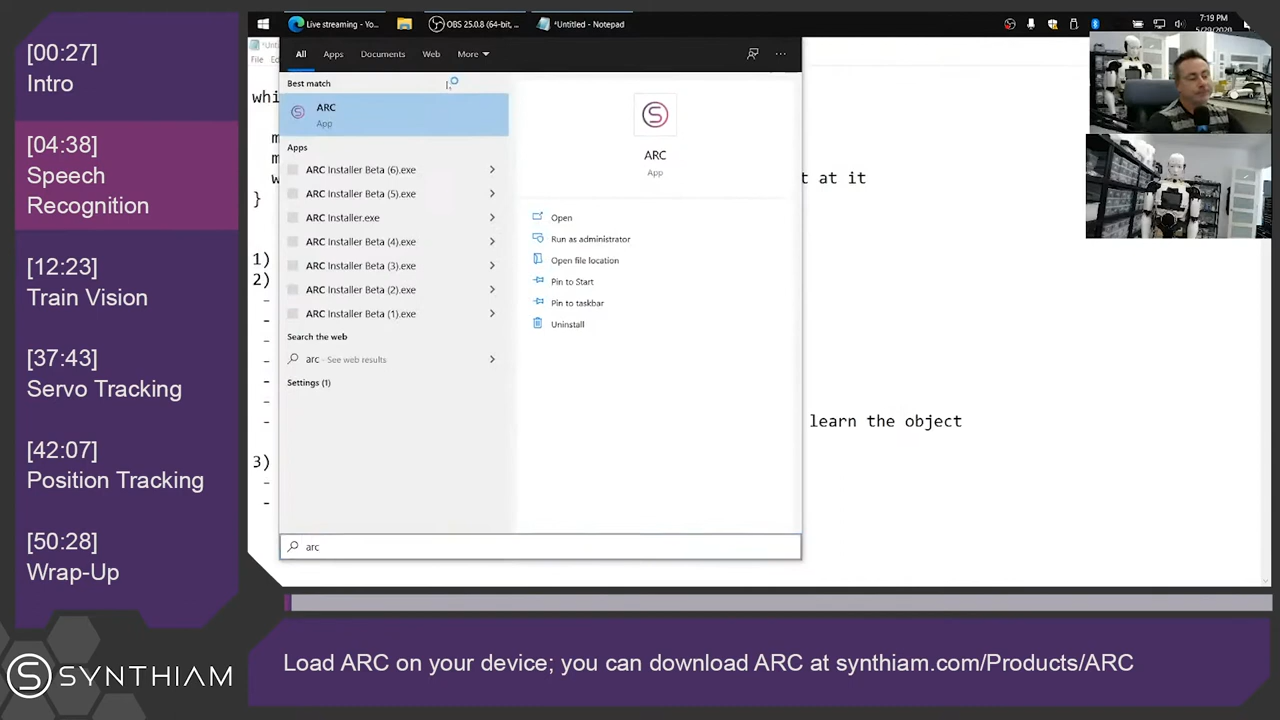 [00:27]
Intro
[04:38]
Speech
Recognition
[12:23]
Train Vision
[37:43]
Servo Tracking
[42:07]
Position Tracking
[50:28]
Wrap-Up
SYNTHIAM
Live streaming - Yo...
OBS 25.0.8 (64-bit, ...
*Untitled - Notepad
7:19 PM
5/29/2020
File
All
Apps
Documents
Web
More
Best match
ARC
App
Apps
ARC Installer Beta (6).exe
ARC Installer Beta (5).exe
ARC Installer.exe
ARC Installer Beta (4).exe
ARC Installer Beta (3).exe
ARC Installer Beta (2).exe
ARC Installer Beta (1).exe
Search the web
arc - See web results
Settings (1)
ARC
App
Open
Run as administrator
Open file location
Pin to Start
Pin to taskbar
Uninstall
arc
whi
t at it
}
1)
2)
-
-
-
-
-
-
learn the object
3)
-
-
Load ARC on your device; you can download ARC at synthiam.com/Products/ARC